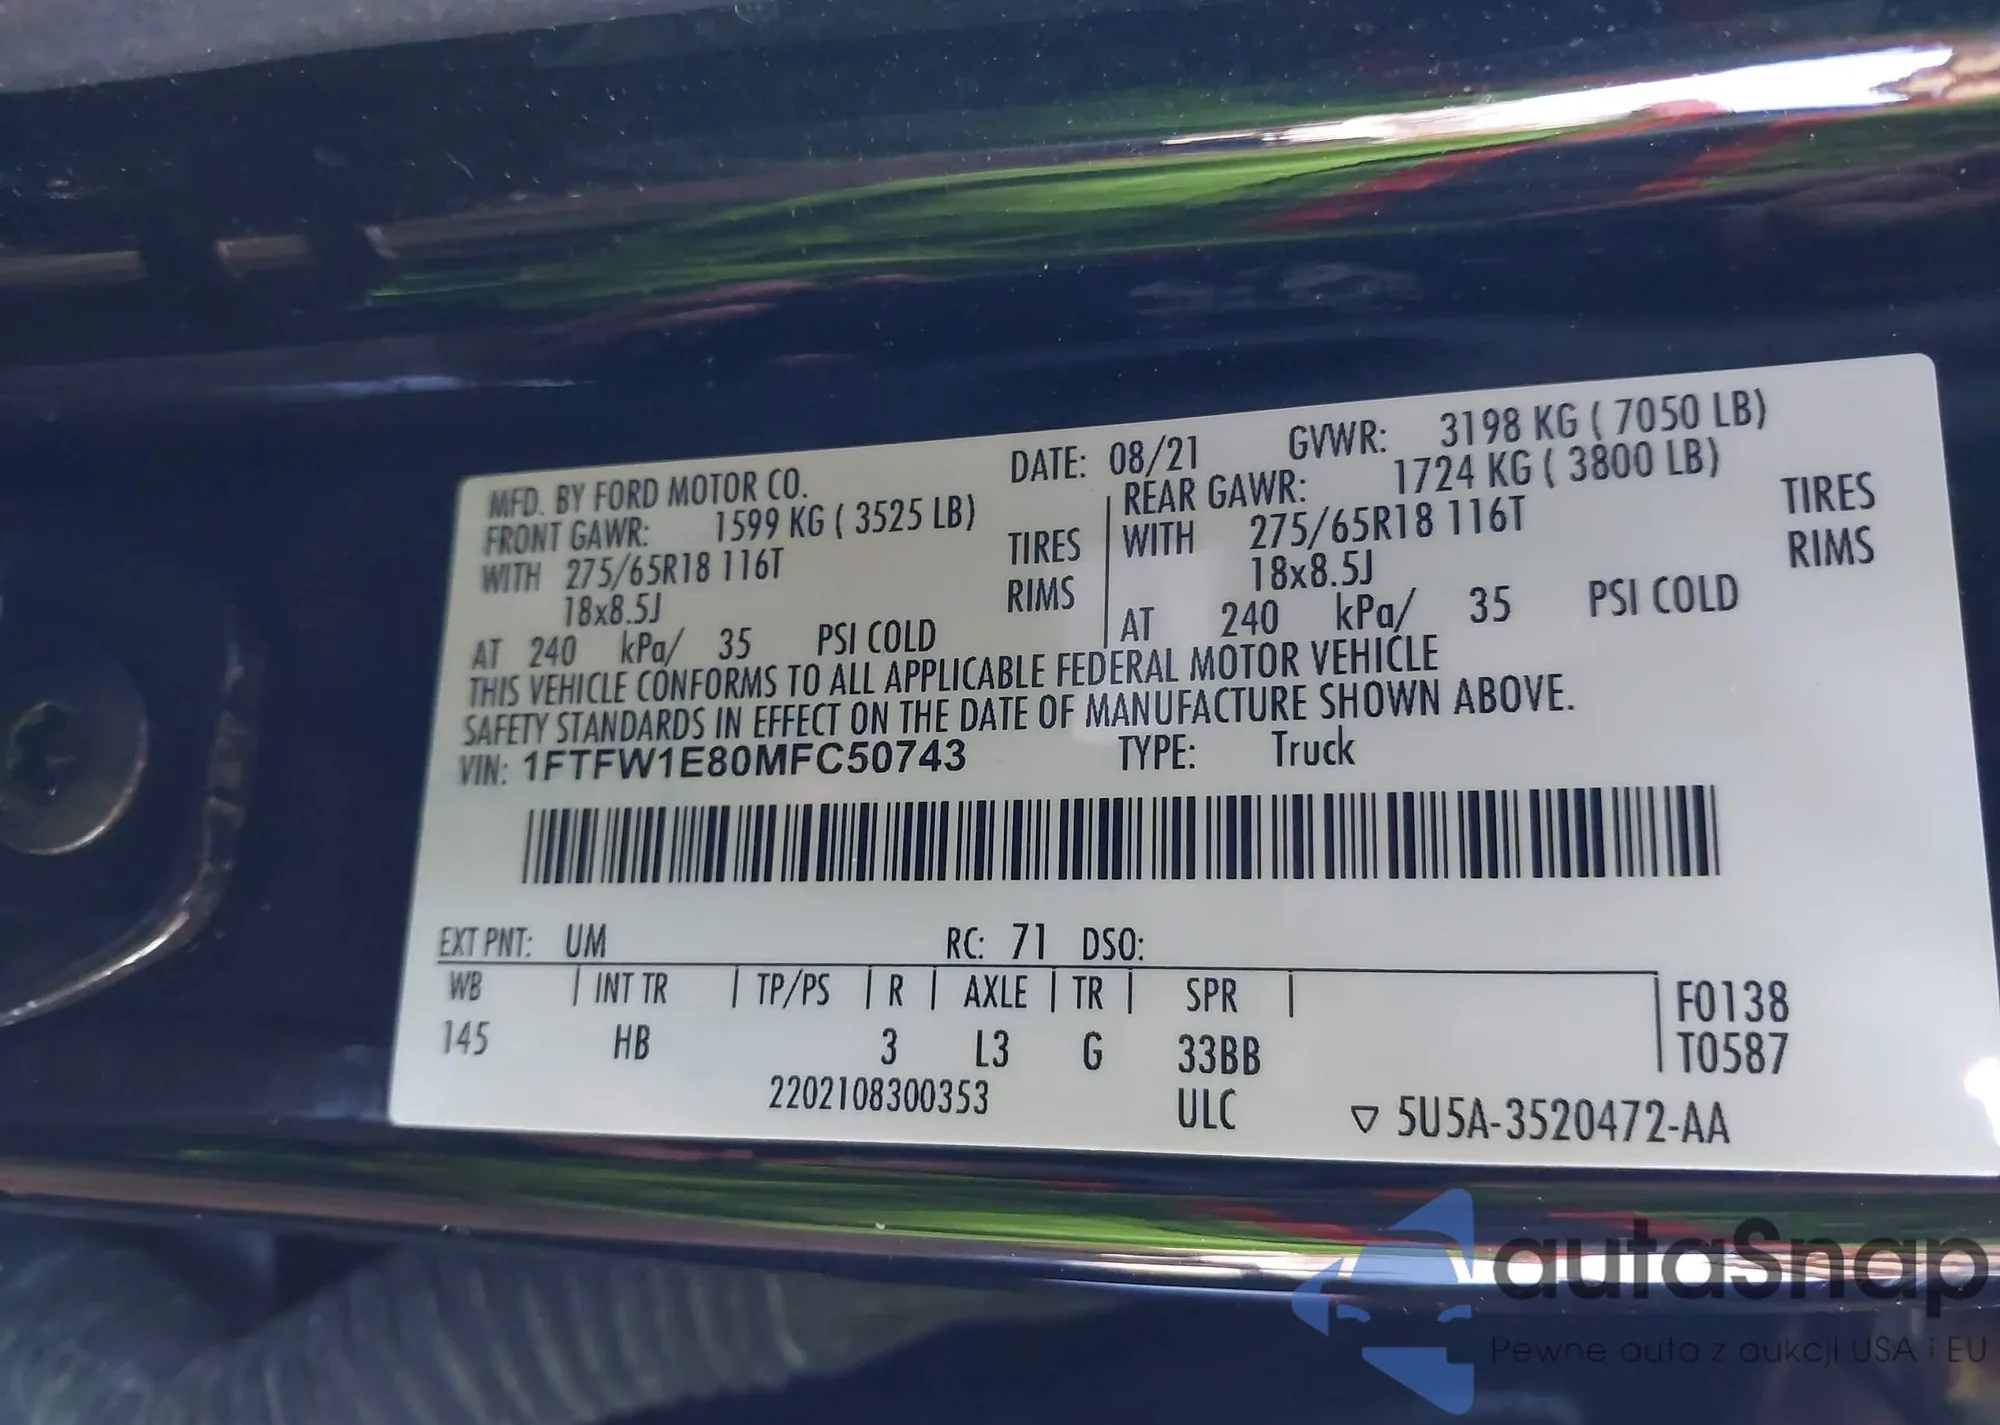 MFD. BY FORD MOTOR CO. DATE: 08/21 GVWR: 3198 KG ( 7050 LB)
FRONT GAWR: 1599 KG ( 3525 LB) REAR GAWR: 1724 KG ( 3800 LB)
WITH 275/65R18 116T TIRES WITH 275/65R18 116T TIRES
18x8.5J RIMS 18x8.5J RIMS
AT 240 kPa/ 35 PSI COLD AT 240 kPa/ 35 PSI COLD
THIS VEHICLE CONFORMS TO ALL APPLICABLE FEDERAL MOTOR VEHICLE
SAFETY STANDARDS IN EFFECT ON THE DATE OF MANUFACTURE SHOWN ABOVE.
VIN: 1FTFW1E80MFC50743 TYPE: Truck
EXT PNT: UM RC: 71 DSO:
WB | INT TR | TP/PS | R | AXLE | TR | SPR | F0138
145 HB 3 L3 G 33BB T0587
2202108300353 ULC ▽ 5U5A-3520472-AA
autaSnap
Pewne auta z aukcji USA i EU